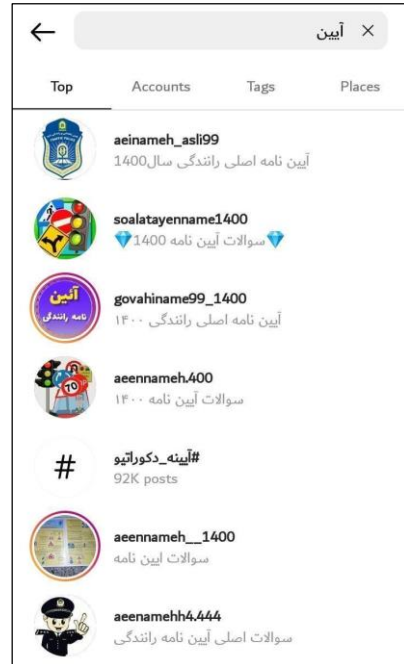 آیین
Top Accounts Tags Places
aeinameh_asli99
آیین نامه اصلی رانندگی سال1400
soalatayenname1400
💎سوالات آیین نامه 1400💎
آئین
نامه رانندگی
govahiname99_1400
آیین نامه اصلی رانندگی ۱۴۰۰
70
aeennameh.400
سوالات آیین نامه ۱۴۰۰
#
#آیینه_دکوراتیو
92K posts
aeennameh__1400
سوالات ایین نامه
aeenamehh4.444
سوالات اصلی آیین نامه رانندگی